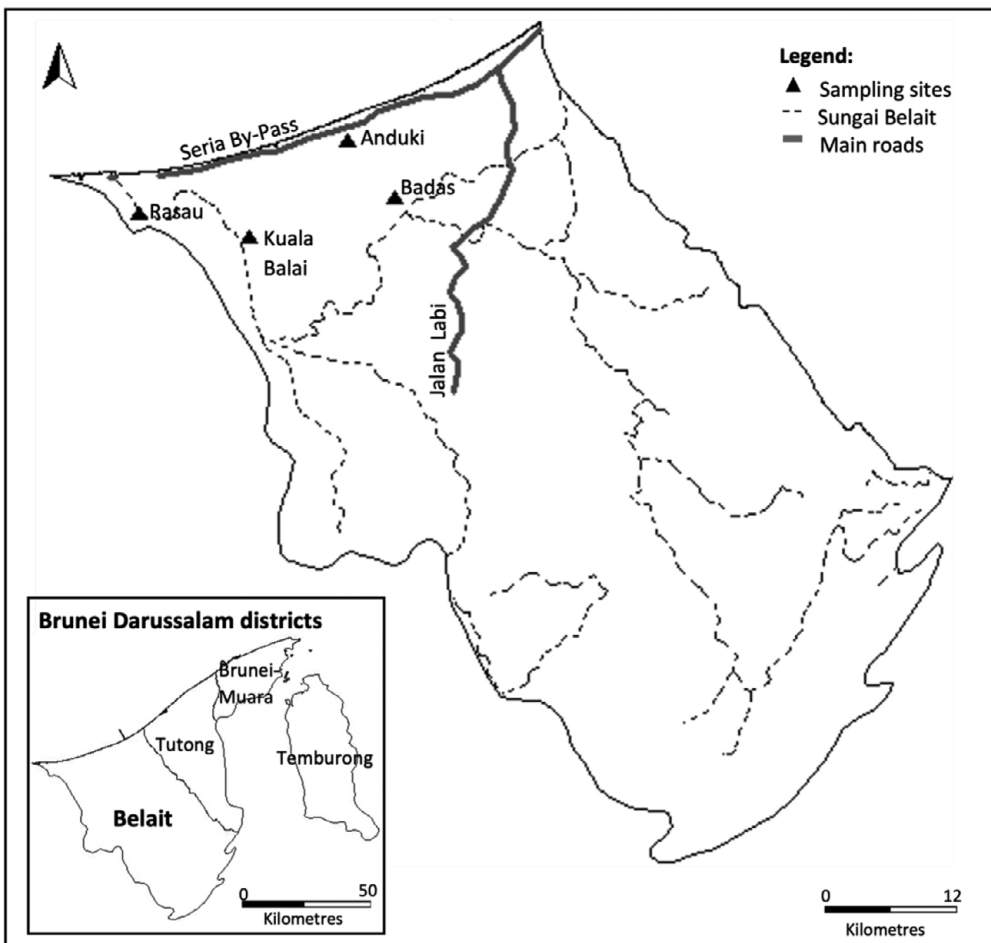 Legend:
Sampling sites
Sungai Belait
Main roads
Seria By-Pass
Anduki
Badas
Rasau
Kuala
Balai
Jalan Labi
Brunei Darussalam districts
Brunei-
Muara
Tutong
Temburong
Belait
0 50
Kilometres
0 12
Kilometres